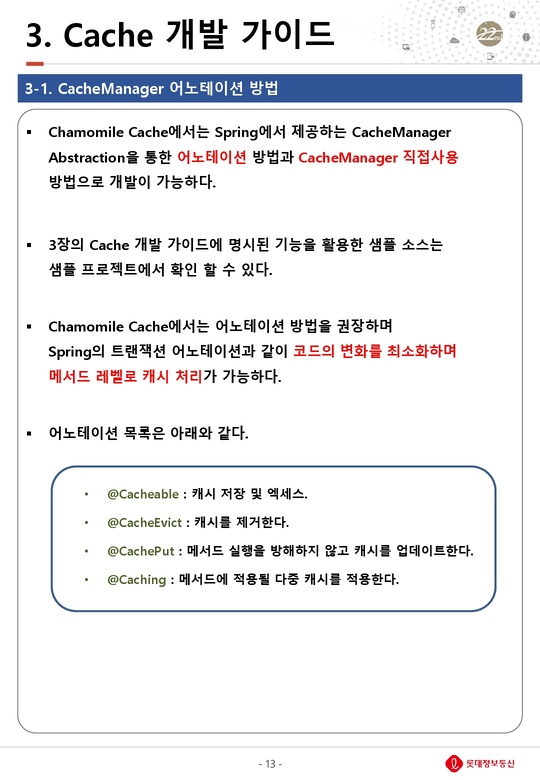 3. Cache 개발 가이드
22
3-1. CacheManager 어노테이션 방법
▪ Chamomile Cache에서는 Spring에서 제공하는 CacheManager
Abstraction을 통한 어노테이션 방법과 CacheManager 직접사용
방법으로 개발이 가능하다.
▪ 3장의 Cache 개발 가이드에 명시된 기능을 활용한 샘플 소스는
샘플 프로젝트에서 확인 할 수 있다.
▪ Chamomile Cache에서는 어노테이션 방법을 권장하며
Spring의 트랜잭션 어노테이션과 같이 코드의 변화를 최소화하며
메서드 레벨로 캐시 처리가 가능하다.
▪ 어노테이션 목록은 아래와 같다.
• @Cacheable : 캐시 저장 및 엑세스.
• @CacheEvict : 캐시를 제거한다.
• @CachePut : 메서드 실행을 방해하지 않고 캐시를 업데이트한다.
• @Caching : 메서드에 적용될 다중 캐시를 적용한다.
- 13 -
롯데정보통신